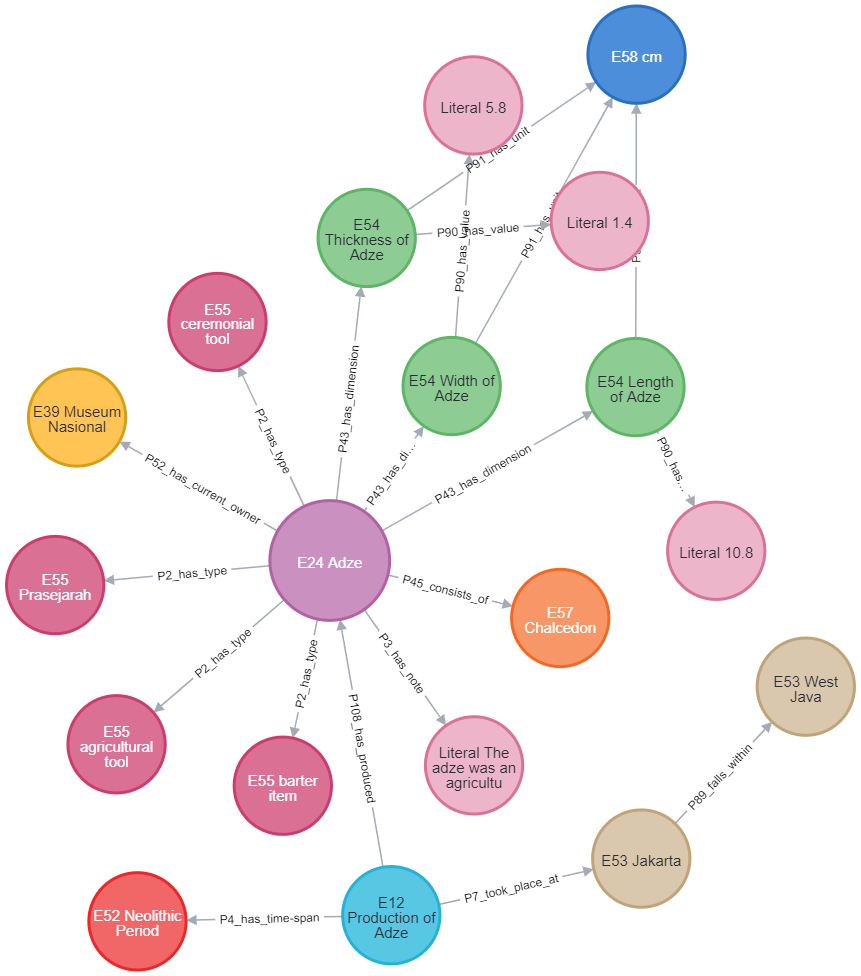 E58 cm
Literal 5.8
P91_has_unit
E54
Thickness of
Adze
P90_has_value
Literal 1.4
P90_has_value
E55
ceremonial
tool
P43_has_dimension
E54 Width of
Adze
E54 Length
of Adze
E39 Museum
Nasional
P2_has_type
P52_has_current_owner
P43_has_di...
P43_has_dimension
P90_has...
Literal 10.8
E24 Adze
E55
Prasejarah
P2_has_type
P45_consists_of
E57
Chalcedon
P2_has_type
P2_has_type
P3_has_note
P108_has_produced
E55
agricultural
tool
E55 barter
item
Literal The
adze was an
agricultu
E53 West
Java
P89_falls_within
E53 Jakarta
E52 Neolithic
Period
P4_has_time-span
E12
Production of
Adze
P7_took_place_at